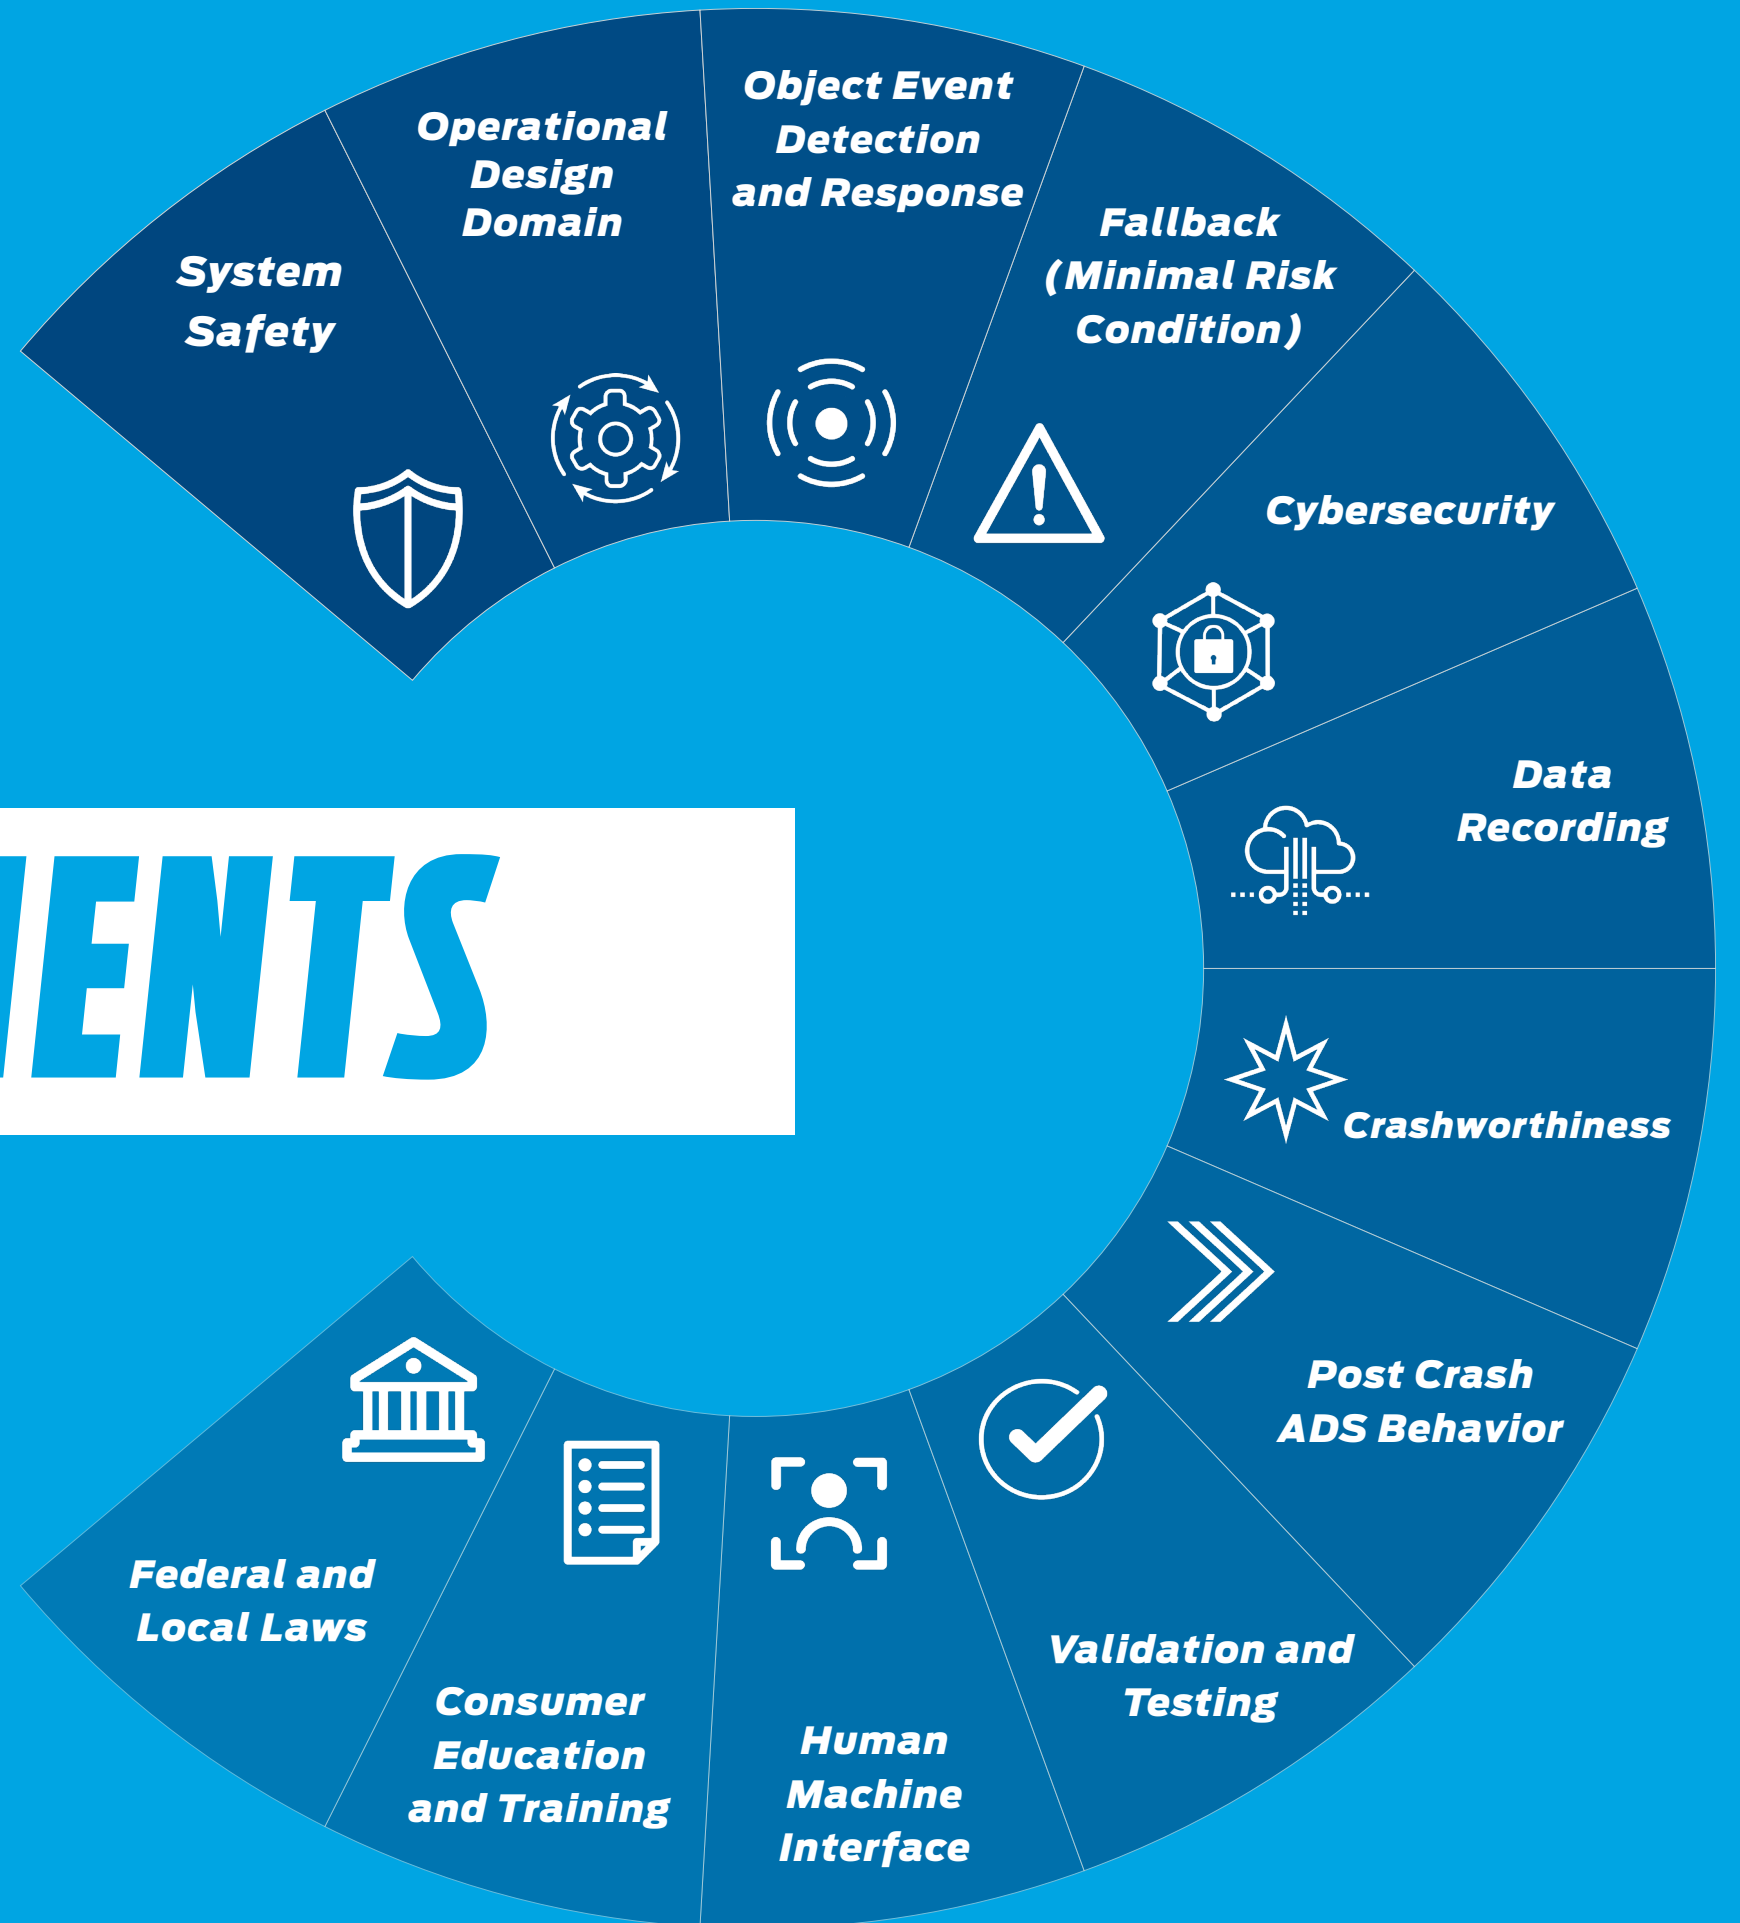 System
Safety
Operational
Design
Domain
Object Event
Detection
and Response
Fallback
(Minimal Risk
Condition)
Cybersecurity
Data
Recording
Crashworthiness
Post Crash
ADS Behavior
Validation and
Testing
Human
Machine
Interface
Consumer
Education
and Training
Federal and
Local Laws
ENTS